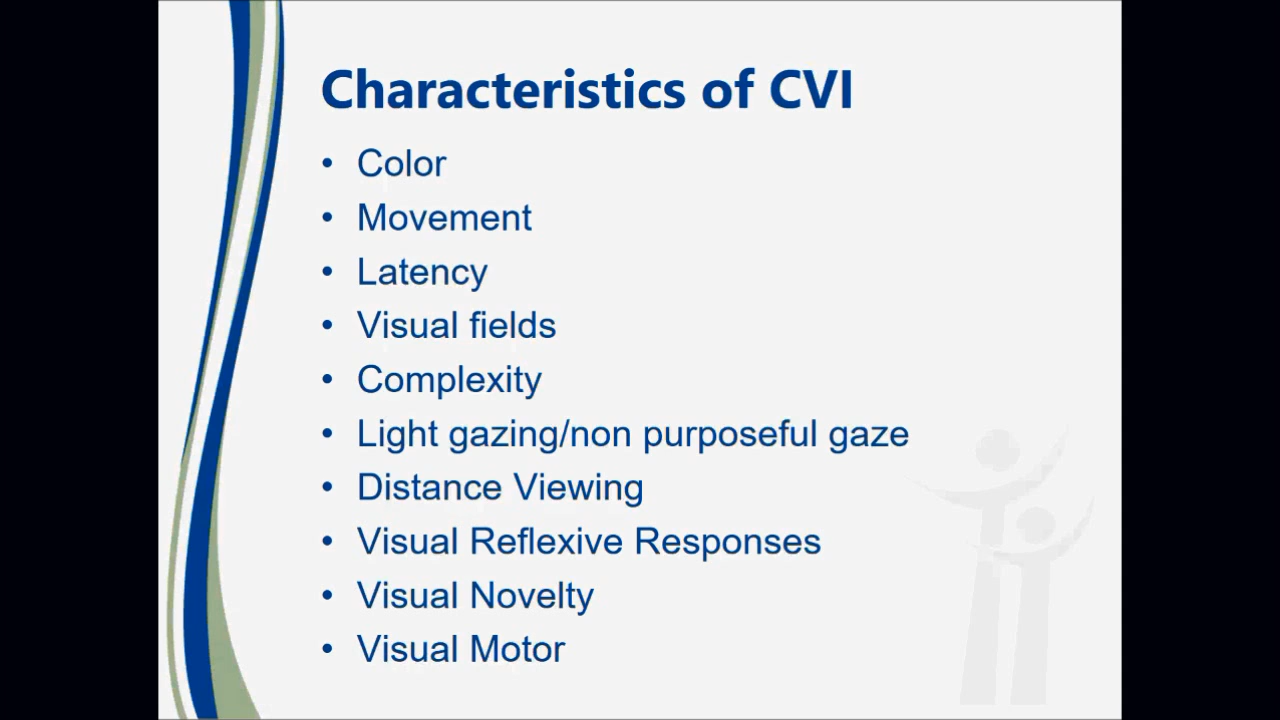 Characteristics of CVI
• Color
• Movement
• Latency
• Visual fields
• Complexity
• Light gazing/non purposeful gaze
• Distance Viewing
• Visual Reflexive Responses
• Visual Novelty
• Visual Motor